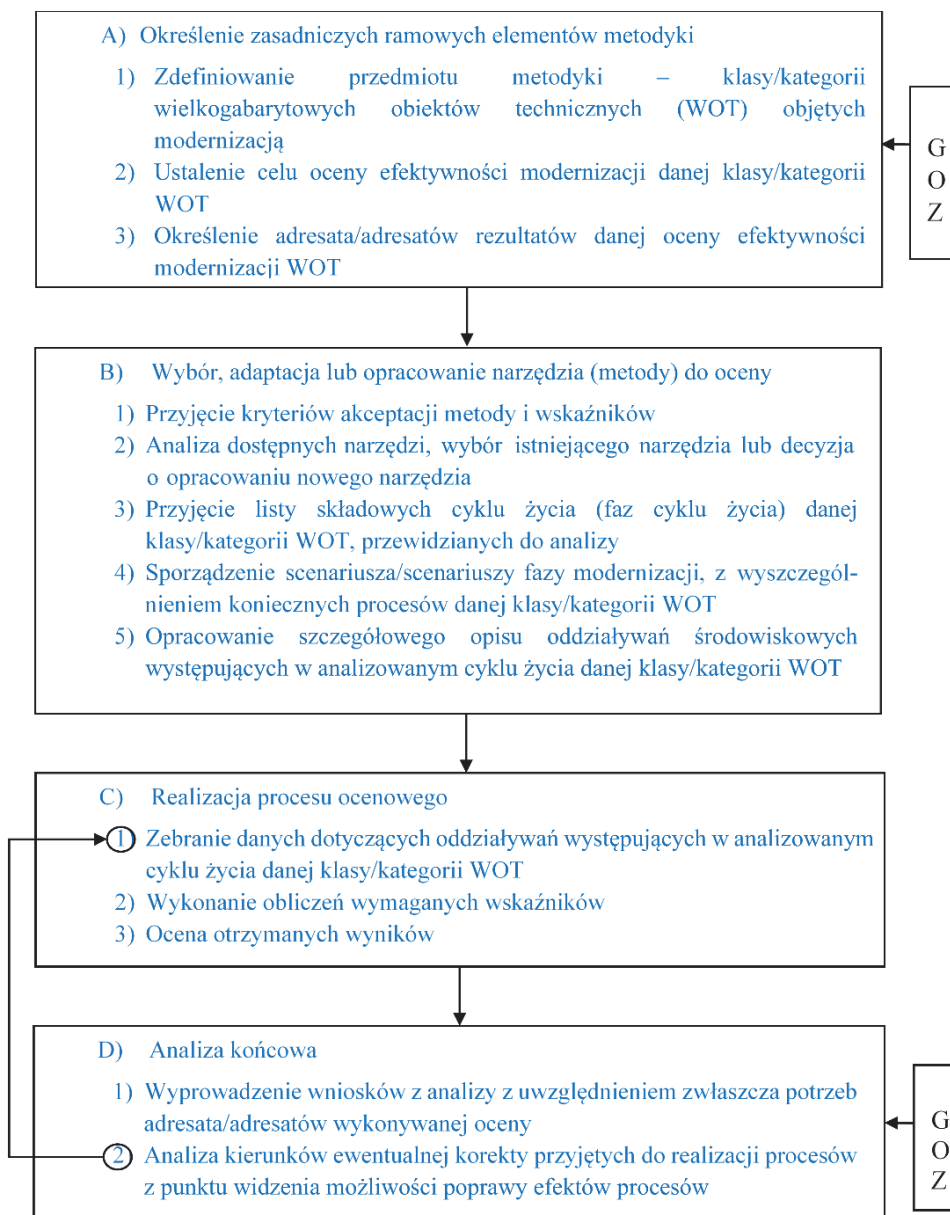 A) Określenie zasadniczych ramowych elementów metodyki
1) Zdefiniowanie przedmiotu metodyki – klasy/kategorii
wielkogabarytowych obiektów technicznych (WOT) objętych
modernizacją
2) Ustalenie celu oceny efektywności modernizacji danej klasy/kategorii
WOT
3) Określenie adresata/adresatów rezultatów danej oceny efektywności
modernizacji WOT
G
O
Z
B) Wybór, adaptacja lub opracowanie narzędzia (metody) do oceny
1) Przyjęcie kryteriów akceptacji metody i wskaźników
2) Analiza dostępnych narzędzi, wybór istniejącego narzędzia lub decyzja
o opracowaniu nowego narzędzia
3) Przyjęcie listy składowych cyklu życia (faz cyklu życia) danej
klasy/kategorii WOT, przewidzianych do analizy
4) Sporządzenie scenariusza/scenariuszy fazy modernizacji, z wyszczegól-
nieniem koniecznych procesów danej klasy/kategorii WOT
5) Opracowanie szczegółowego opisu oddziaływań środowiskowych
występujących w analizowanym cyklu życia danej klasy/kategorii WOT
C) Realizacja procesu ocenowego
1) Zebranie danych dotyczących oddziaływań występujących w analizowanym
cyklu życia danej klasy/kategorii WOT
2) Wykonanie obliczeń wymaganych wskaźników
3) Ocena otrzymanych wyników
D) Analiza końcowa
1) Wyprowadzenie wniosków z analizy z uwzględnieniem zwłaszcza potrzeb
adresata/adresatów wykonywanej oceny
2) Analiza kierunków ewentualnej korekty przyjętych do realizacji procesów
z punktu widzenia możliwości poprawy efektów procesów
G
O
Z